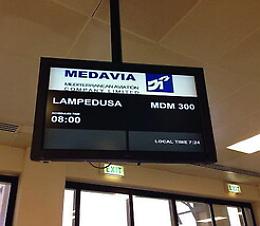 MEDAVIA
MEDITERRANEAN AVIATION
COMPANY LIMITED
LAMPEDUSA MDM 300
08:00
LOCAL TIME 7:24
EXIT
EXIT